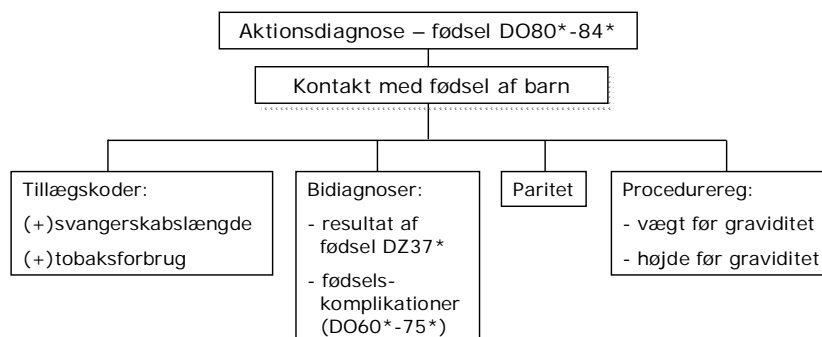 Aktionsdiagnose – fødsel DO80*-84*
Kontakt med fødsel af barn
Tillægskoder:
(+)svangerskabslængde
(+)tobaksforbrug
Bidiagnoser:
- resultat af
fødsel DZ37*
- fødsels-
komplikationer
(DO60*-75*)
Paritet
Procedurereg:
- vægt før graviditet
- højde før graviditet